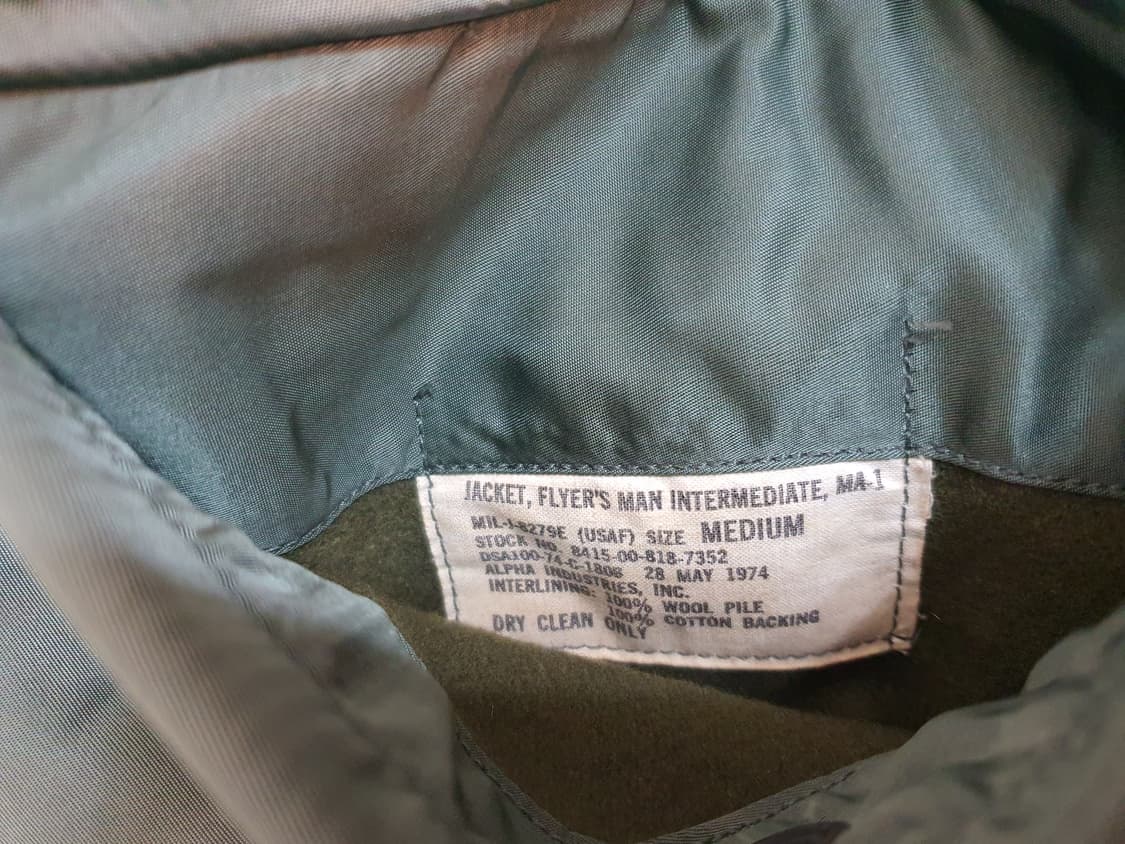 JACKET, FLYER'S MAN INTERMEDIATE, MA-1
MIL-J-8279E (USAF) SIZE MEDIUM
STOCK NO. 8415-00-818-7352
DSA100-74-C-1808 28 MAY 1974
ALPHA INDUSTRIES, INC.
INTERLINING: 100% WOOL PILE
100% COTTON BACKING
DRY CLEAN ONLY